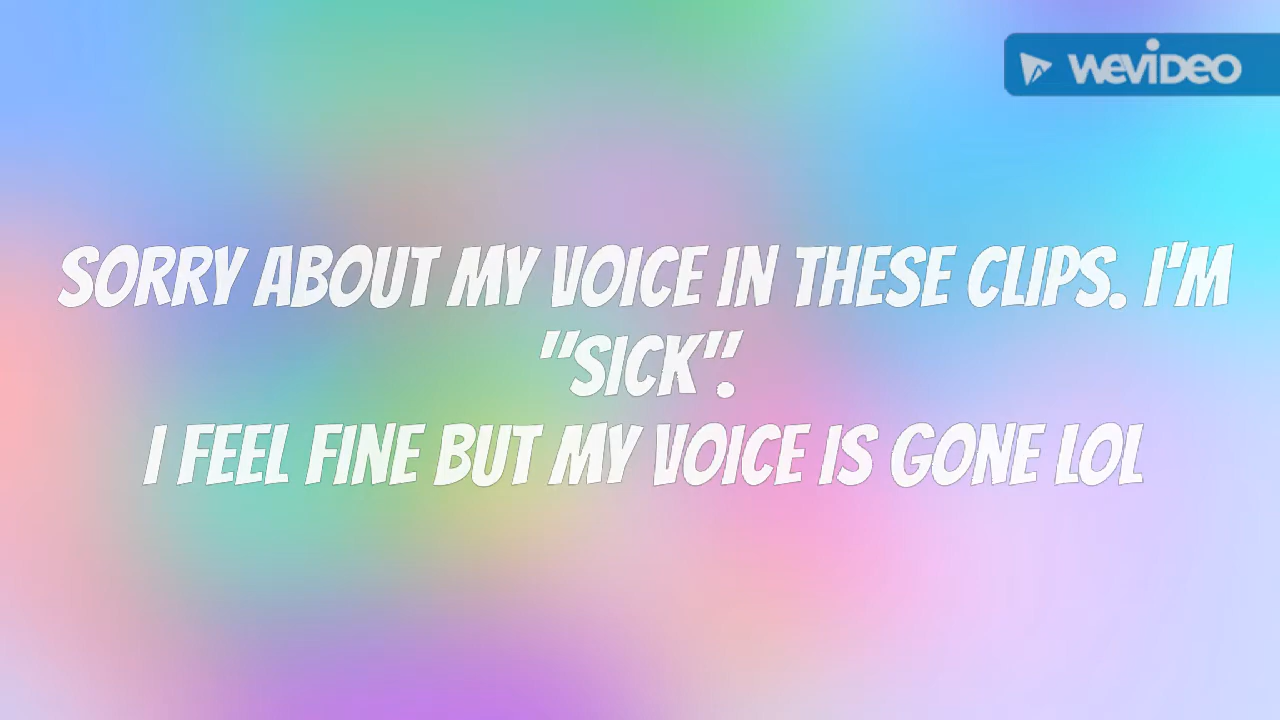 WEVIDEO
SORRY ABOUT MY VOICE IN THESE CLIPS. I'M
"SICK".
I FEEL FINE BUT MY VOICE IS GONE LOL